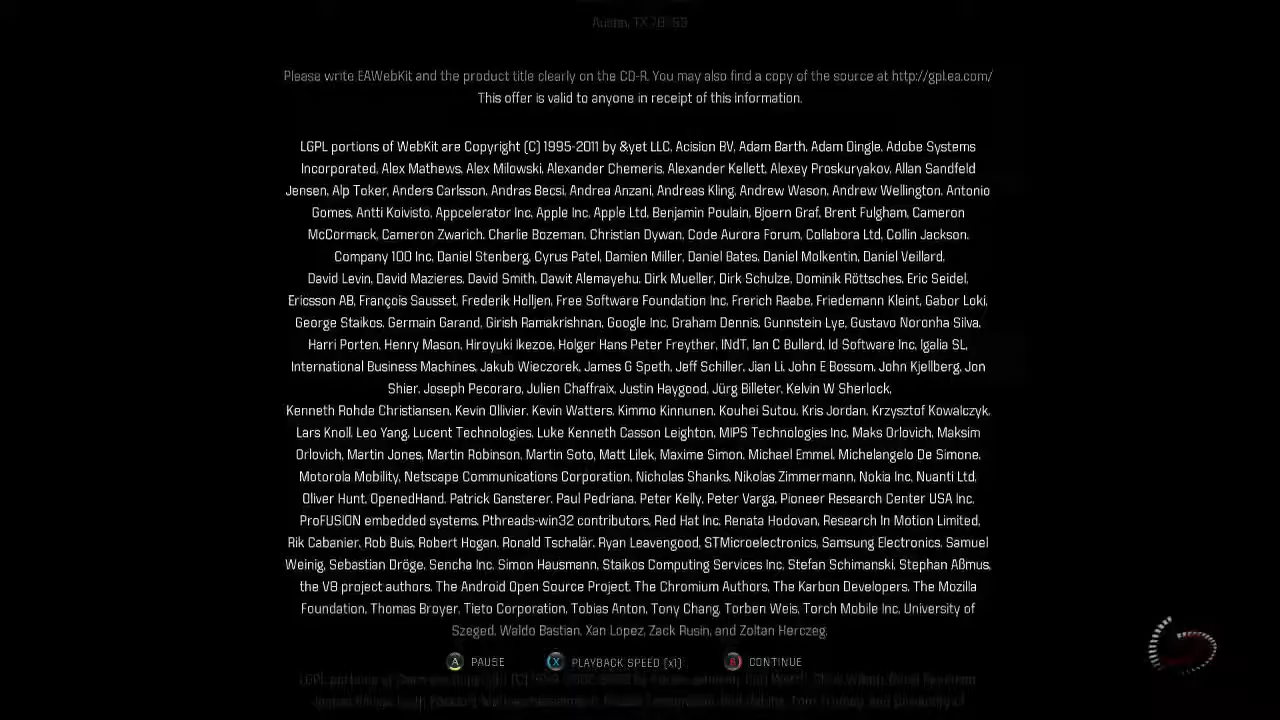 Austin, TX
Please write EAWebKit and the product title clearly on the CD-R. You may also find a copy of the source at http://gpl.ea.com/
This offer is valid to anyone in receipt of this information.
LGPL portions of WebKit are Copyright (C) 1995-2011 by &yet LLC, Acision BV, Adam Barth, Adam Dingle, Adobe Systems
Incorporated, Alex Mathews, Alex Milowski, Alexander Chemeris, Alexander Kellett, Alexey Proskuryakov, Allan Sandfeld
Jensen, Alp Toker, Anders Carlsson, Andras Becsi, Andrea Anzani, Andreas Kling, Andrew Wason, Andrew Wellington, Antonio
Gomes, Antti Koivisto, Appcelerator Inc, Apple Inc, Apple Ltd, Benjamin Poulain, Bjoern Graf, Brent Fulgham, Cameron
McCormack, Cameron Zwarich, Charlie Bozeman, Christian Dywan, Code Aurora Forum, Collabora Ltd, Collin Jackson,
Company 100 Inc, Daniel Stenberg, Cyrus Patel, Damien Miller, Daniel Bates, Daniel Molkentin, Daniel Veillard,
David Levin, David Mazieres, David Smith, Dawit Alemayehu, Dirk Mueller, Dirk Schulze, Dominik Röttsches, Eric Seidel,
Ericsson AB, François Sausset, Frederik Holljen, Free Software Foundation Inc, Frerich Raabe, Friedemann Kleint, Gabor Loki,
George Staikos, Germain Garand, Girish Ramakrishnan, Google Inc, Graham Dennis, Gunnstein Lye, Gustavo Noronha Silva,
Harri Porten, Henry Mason, Hiroyuki Ikezoe, Holger Hans Peter Freyther, INdT, Ian C Bullard, Id Software Inc, Igalia SL,
International Business Machines, Jakub Wieczorek, James G Speth, Jeff Schiller, Jian Li, John E Bossom, John Kjellberg, Jon
Shier, Joseph Pecoraro, Julien Chaffraix, Justin Haygood, Jürg Billeter, Kelvin W Sherlock,
Kenneth Rohde Christiansen, Kevin Ollivier, Kevin Watters, Kimmo Kinnunen, Kouhei Sutou, Kris Jordan, Krzysztof Kowalczyk,
Lars Knoll, Leo Yang, Lucent Technologies, Luke Kenneth Casson Leighton, MIPS Technologies Inc, Maks Orlovich, Maksim
Orlovich, Martin Jones, Martin Robinson, Martin Soto, Matt Lilek, Maxime Simon, Michael Emmel, Michelangelo De Simone,
Motorola Mobility, Netscape Communications Corporation, Nicholas Shanks, Nikolas Zimmermann, Nokia Inc, Nuanti Ltd,
Oliver Hunt, OpenedHand, Patrick Gansterer, Paul Pedriana, Peter Kelly, Peter Varga, Pioneer Research Center USA Inc,
ProFUSION embedded systems, Pthreads-win32 contributors, Red Hat Inc, Renata Hodovan, Research In Motion Limited,
Rik Cabanier, Rob Buis, Robert Hogan, Ronald Tschalär, Ryan Leavengood, STMicroelectronics, Samsung Electronics, Samuel
Weinig, Sebastian Dröge, Sencha Inc, Simon Hausmann, Staikos Computing Services Inc, Stefan Schimanski, Stephan Aßmus,
the V8 project authors, The Android Open Source Project, The Chromium Authors, The Karbon Developers, The Mozilla
Foundation, Thomas Broyer, Tieto Corporation, Tobias Anton, Tony Chang, Torben Weis, Torch Mobile Inc, University of
Szeged, Waldo Bastian, Xan Lopez, Zack Rusin, and Zoltan Herczeg.
A PAUSE X PLAYBACK SPEED (x1) B CONTINUE
LGPL portions of